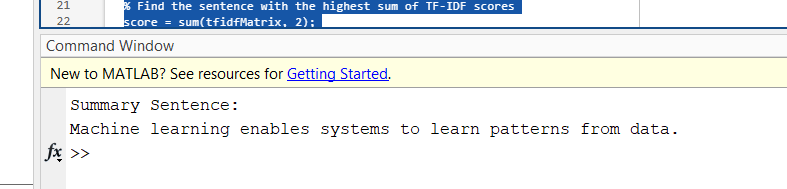 21 % Find the sentence with the highest sum of TF-IDF scores
22 score = sum(tfidfMatrix, 2);
Command Window
New to MATLAB? See resources for Getting Started.
Summary Sentence:
Machine learning enables systems to learn patterns from data.
fx >>